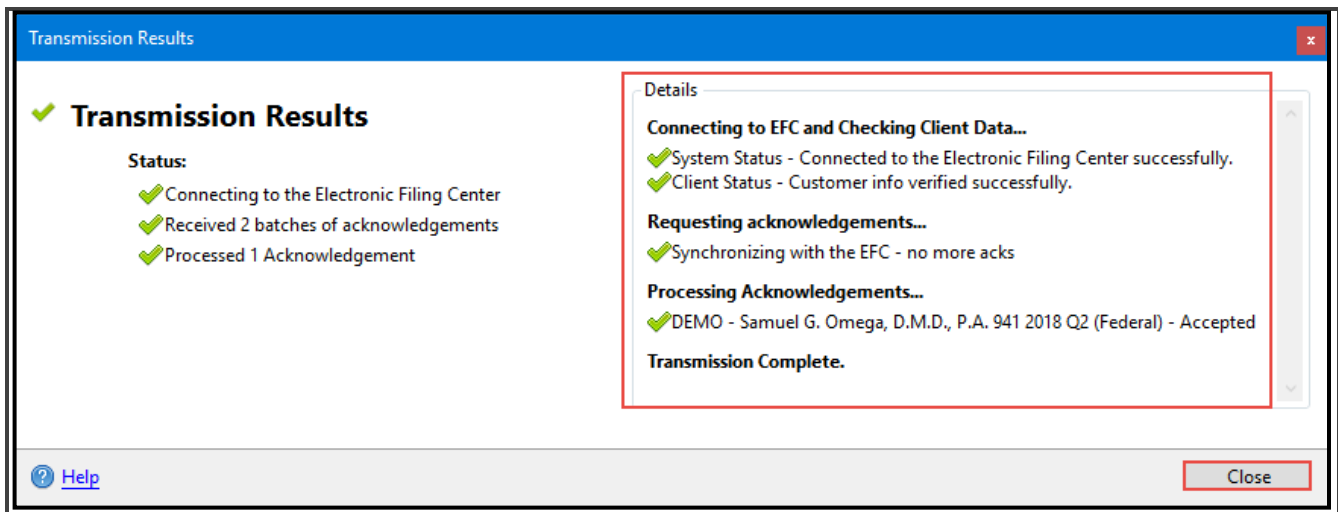 Transmission Results
x
Transmission Results
Status:
Connecting to the Electronic Filing Center
Received 2 batches of acknowledgements
Processed 1 Acknowledgement
Details
Connecting to EFC and Checking Client Data...
System Status - Connected to the Electronic Filing Center successfully.
Client Status - Customer info verified successfully.
Requesting acknowledgements...
Synchronizing with the EFC - no more acks
Processing Acknowledgements...
DEMO - Samuel G. Omega, D.M.D., P.A. 941 2018 Q2 (Federal) - Accepted
Transmission Complete.
? Help
Close